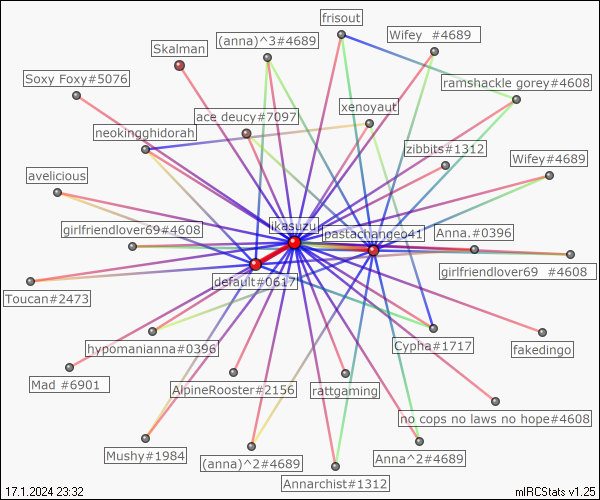 frisout
Wifey  #4689
(anna)^3#4689
Skalman
Soxy Foxy#5076
ramshackle gorey#4608
xenoyaut
ace deucy#7097
neokingghidorah
zibbits#1312
Wifey#4689
avelicious
ikasuzu
girlfriendlover69#4608
pastachangeo41
Anna.#0396
girlfriendlover69  #4608
default#0617
Toucan#2473
hypomanianna#0396
Cypha#1717
fakedingo
Mad #6901
AlpineRooster#2156
rattgaming
no cops no laws no hope#4608
Mushy#1984
(anna)^2#4689
Anna^2#4689
Annarchist#1312
17.1.2024 23:32
mIRCStats v1.25